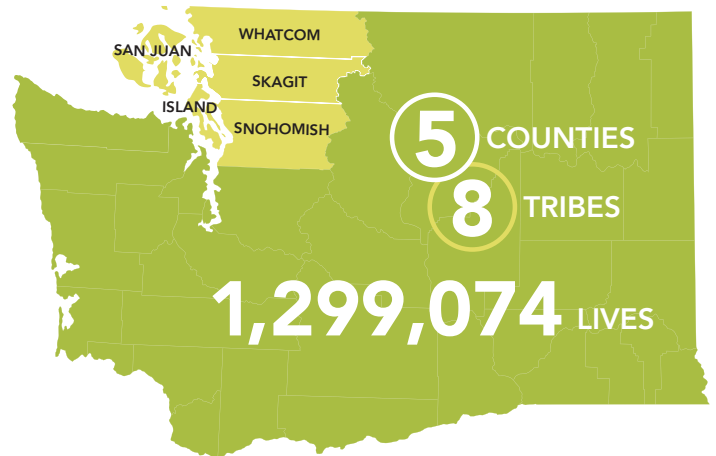 WHATCOM
SAN JUAN
SKAGIT
ISLAND
SNOHOMISH
5 COUNTIES
8 TRIBES
1,299,074 LIVES